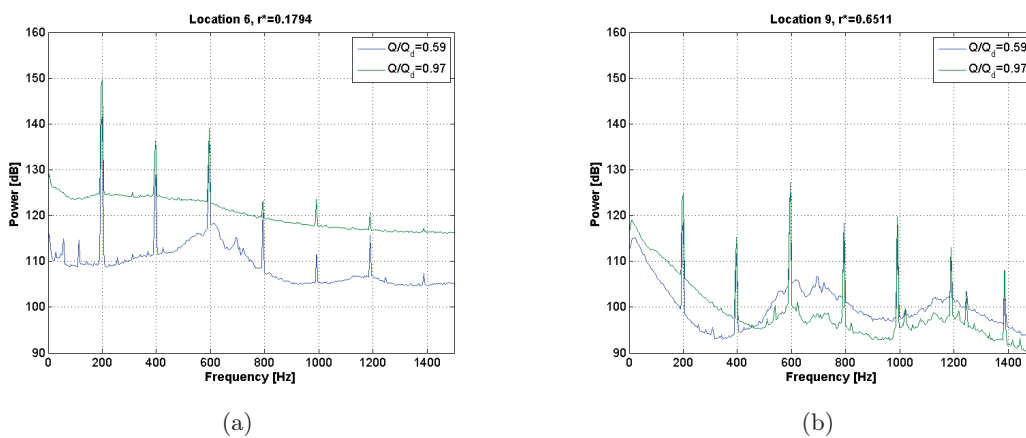 Location 6, r*=0.1794
160
150
140
130
120
110
100
90
Power [dB]
0 200 400 600 800 1000 1200 1400
Frequency [Hz]
Q/Q_d=0.59
Q/Q_d=0.97
(a)
Location 9, r*=0.6511
160
150
140
130
120
110
100
90
Power [dB]
0 200 400 600 800 1000 1200 1400
Frequency [Hz]
Q/Q_d=0.59
Q/Q_d=0.97
(b)